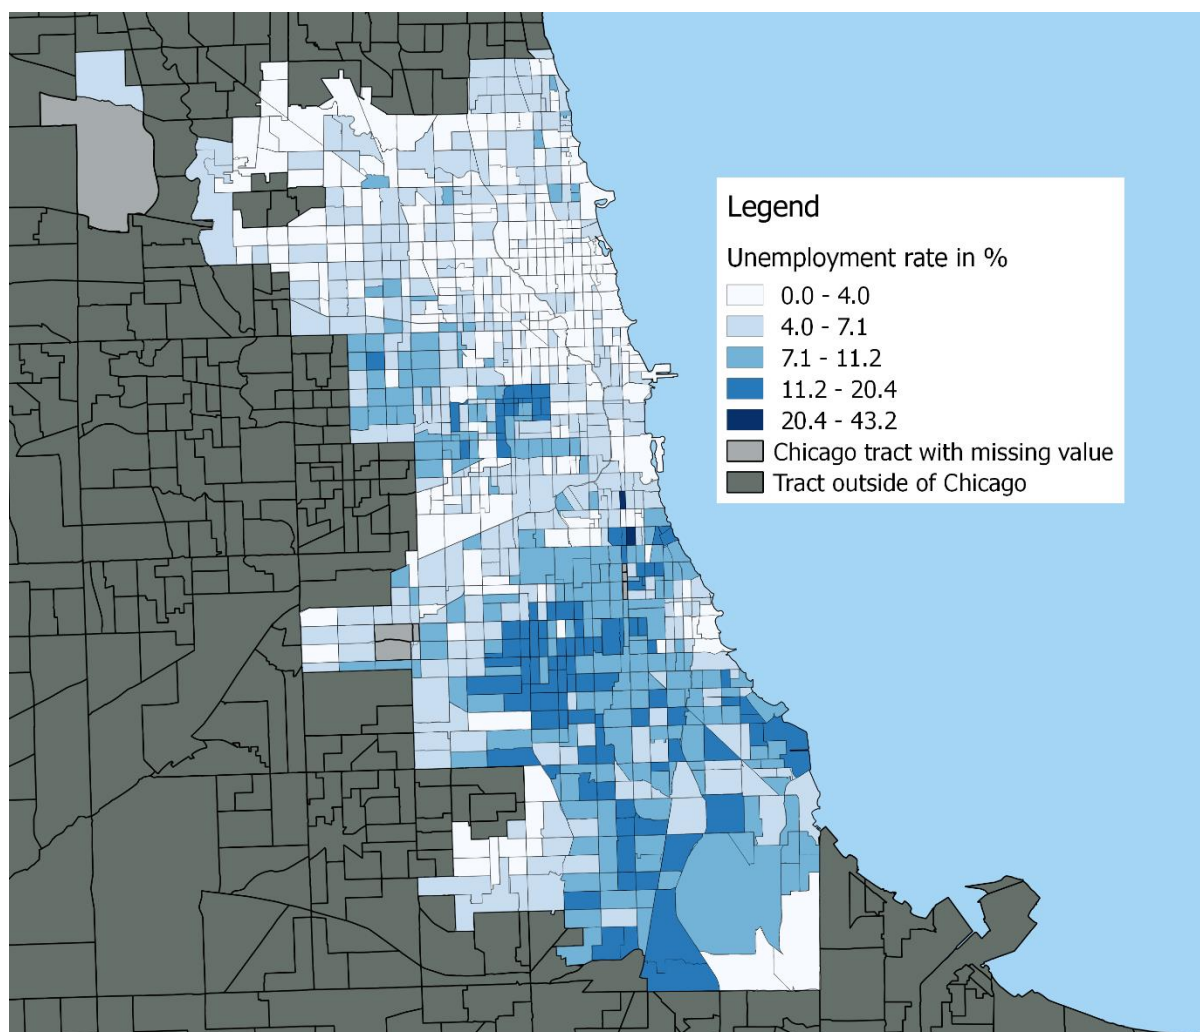 Legend
Unemployment rate in %
0.0 - 4.0
4.0 - 7.1
7.1 - 11.2
11.2 - 20.4
20.4 - 43.2
Chicago tract with missing value
Tract outside of Chicago